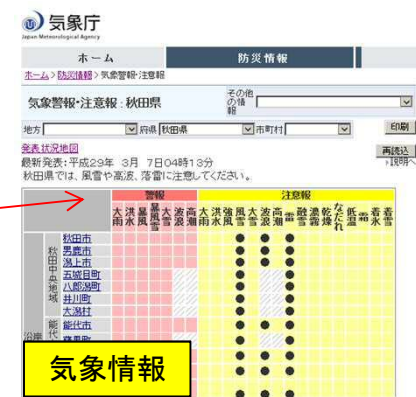 気象庁
Japan Meteorological Agency
ホーム 防災情報
ホーム > 防災情報 > 気象警報・注意報
気象警報・注意報 : 秋田県 その他の情報
地方 府県 秋田県 市町村 印刷
発表状況地図 再読込
最新発表:平成29年 3月 7日04時13分 説明へ
秋田県では、風雪や高波、落雷に注意してください。
警報 注意報
大雨 洪水 暴風 暴風雪 大雪 波浪 高潮 大雨 洪水 強風 風雪 大雪 波浪 高潮 雷 融雪 濃霧 乾燥 なだれ 低温 霜 着氷 着雪
秋田中央地域
秋田市
男鹿市
潟上市
五城目町
八郎潟町
井川町
大潟村
沿岸
能代
能代市
気象情報